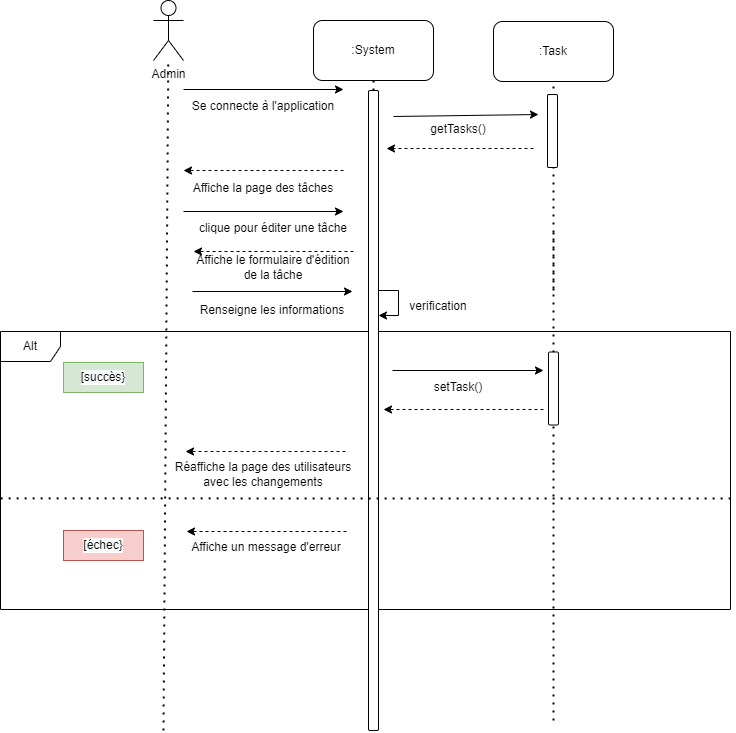 :System
:Task
Admin
Se connecte à l'application
getTasks()
Affiche la page des tâches
clique pour éditer une tâche
Affiche le formulaire d'édition
de la tâche
Renseigne les informations
verification
Alt
[succès}
setTask()
Réaffiche la page des utilisateurs
avec les changements
[échec}
Affiche un message d'erreur